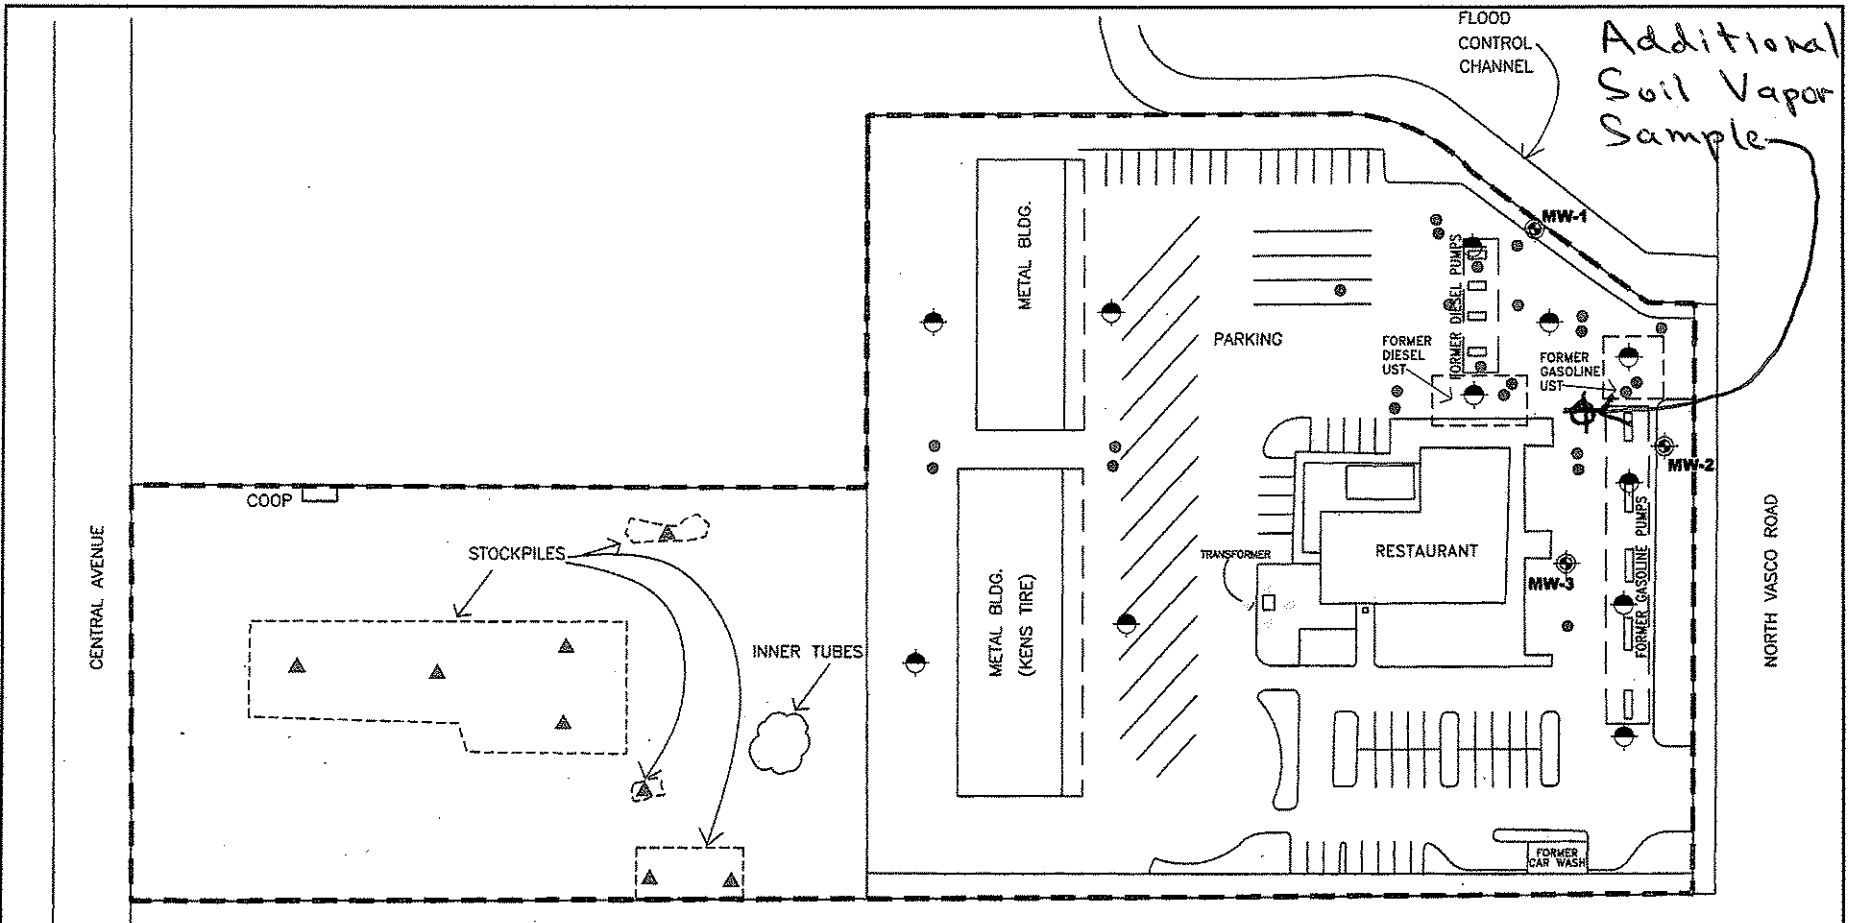 FLOOD
CONTROL
CHANNEL
Additional
Soil Vapor
Sample
MW-1
METAL BLDG.
FORMER DIESEL PUMPS
PARKING
FORMER
DIESEL
UST
FORMER
GASOLINE
UST
MW-2
COOP
CENTRAL AVENUE
STOCKPILES
TRANSFORMER
RESTAURANT
MW-3
FORMER GASOLINE PUMPS
NORTH VASCO ROAD
INNER TUBES
METAL BLDG.
(KENS TIRE)
FORMER
CAR WASH